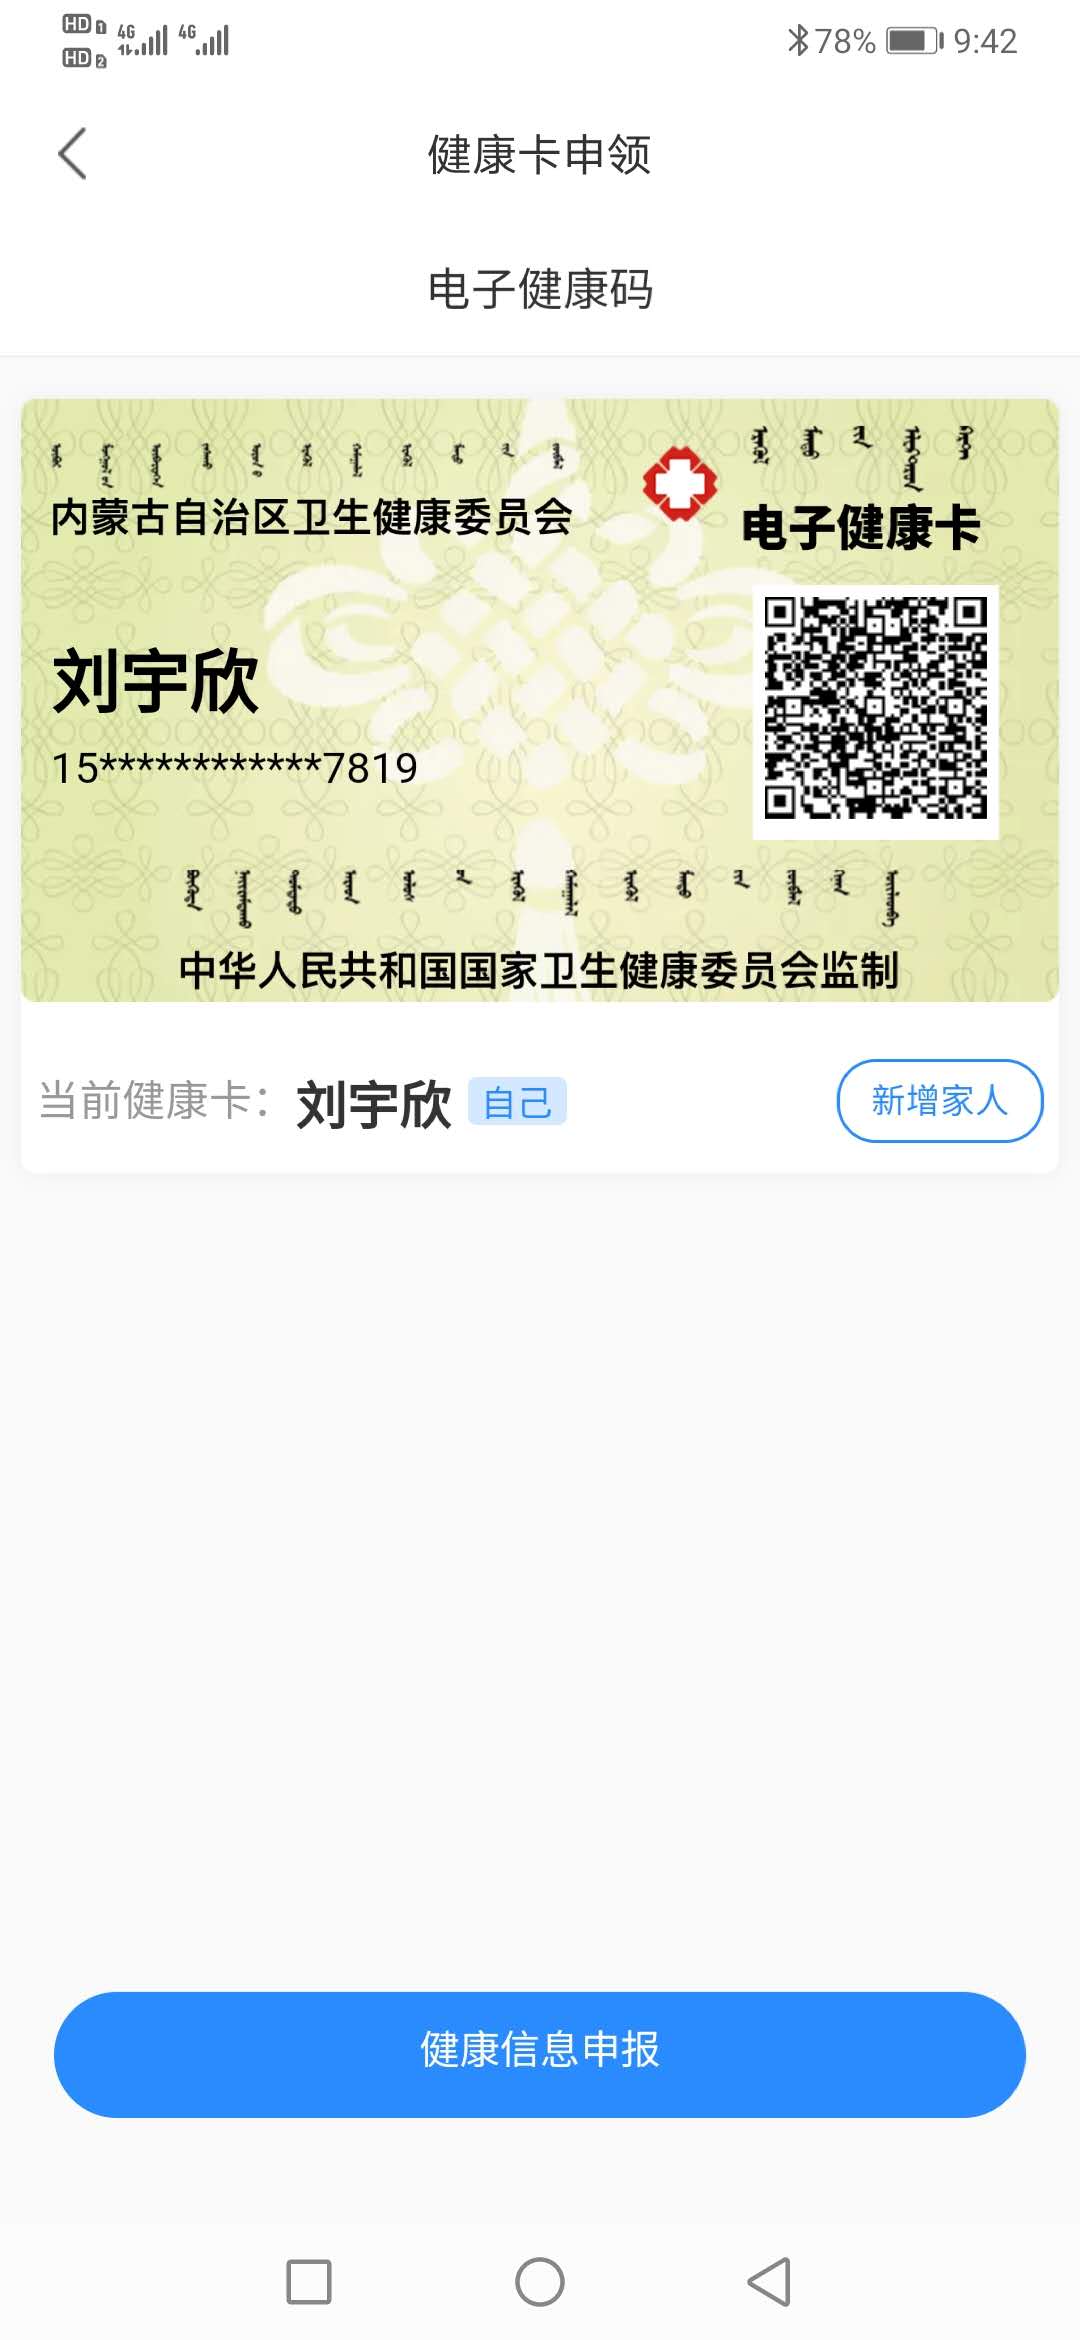 HD 1 4G 4G
HD 2
78% 9:42
健康卡申领
电子健康码
内蒙古自治区卫生健康委员会
电子健康卡
刘宇欣
15************7819
中华人民共和国国家卫生健康委员会监制
当前健康卡： 刘宇欣 自己 新增家人
健康信息申报